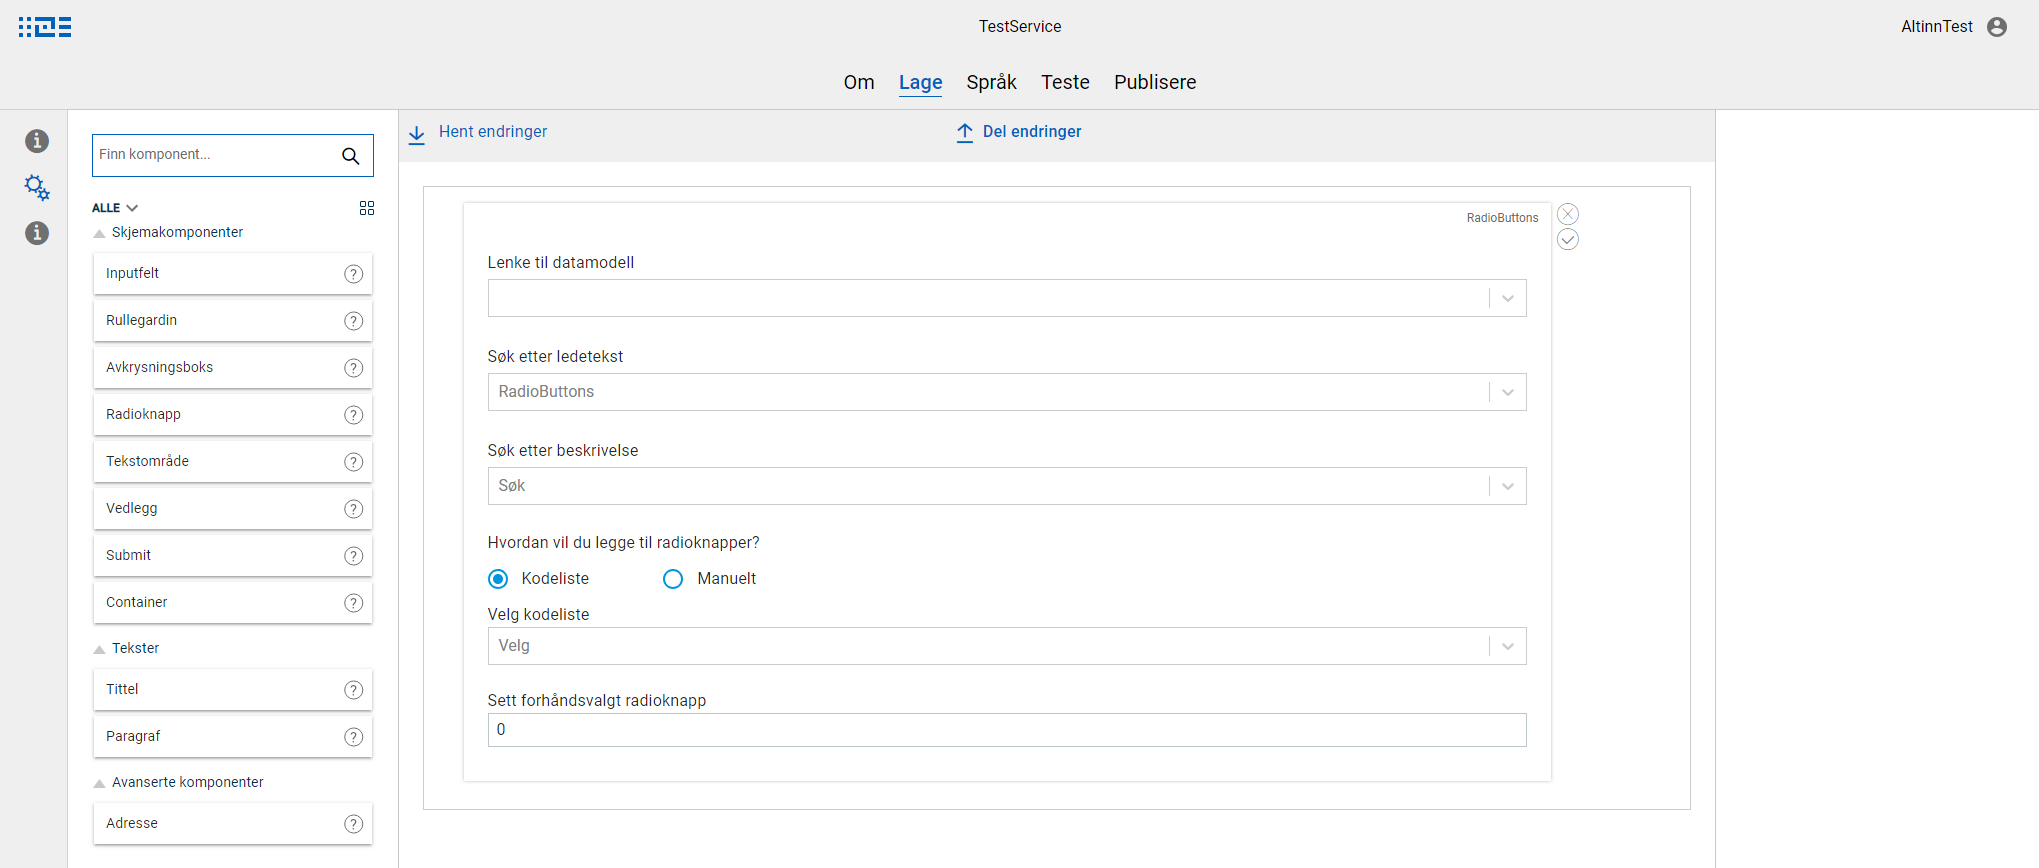 TestService
AltinnTest
Om Lage Språk Teste Publisere
Finn komponent...
ALLE
Skjemakomponenter
Inputfelt
Rullegardin
Avkrysningsboks
Radioknapp
Tekstområde
Vedlegg
Submit
Container
Tekster
Tittel
Paragraf
Avanserte komponenter
Adresse
Hent endringer
Del endringer
RadioButtons
Lenke til datamodell
Søk etter ledetekst
RadioButtons
Søk etter beskrivelse
Søk
Hvordan vil du legge til radioknapper?
Kodeliste Manuelt
Velg kodeliste
Velg
Sett forhåndsvalgt radioknapp
0